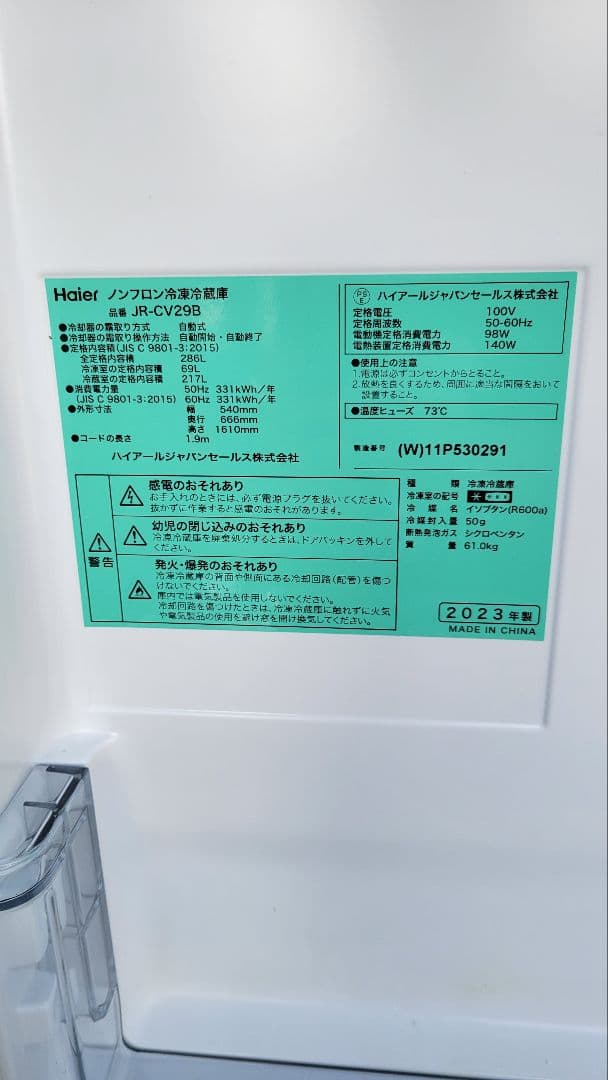 Haier ノンフロン冷凍冷蔵庫
品番 JR-CV29B
●冷却器の霜取り方式 自動式
●冷却器の霜取り操作方法 自動開始・自動終了
●定格内容積(JIS C 9801-3:2015)
全定格内容積 286L
冷凍室の定格内容積 69L
冷蔵室の定格内容積 217L
●消費電力量 50Hz 331kWh/年
(JIS C 9801-3:2015) 60Hz 331kWh/年
●外形寸法 幅 540mm
奥行 666mm
高さ 1610mm
●コードの長さ 1.9m
ハイアールジャパンセールス株式会社
PSE ハイアールジャパンセールス株式会社
定格電圧 100V
定格周波数 50-60Hz
電動機定格消費電力 98W
電熱装置定格消費電力 140W
●使用上の注意
1.電源は必ずコンセントからとること。
2.放熱を良くするため、周囲に適当な間隔をおいて
設置すること。
●温度ヒューズ 73℃
製造番号 (W)11P530291
警告
感電のおそれあり
お手入れのときには、必ず電源プラグを抜いてください。
抜かずに作業すると感電のおそれがあります。
幼児の閉じ込みのおそれあり
冷凍冷蔵庫を廃棄処分するときは、ドアパッキンを外して
ください。
発火・爆発のおそれあり
冷凍冷蔵庫の背面や側面にある冷却回路(配管)を傷つ
けないでください。
庫内では電気製品を使用しないでください。
冷却回路を傷つけたときは、冷凍冷蔵庫に触れずに火気
や電気製品の使用を避け窓を開け換気してください。
種類 冷凍冷蔵庫
冷凍室の記号
冷媒名 イソブタン(R600a)
冷媒封入量 50g
断熱発泡ガス シクロペンタン
質量 61.0kg
2023年製
MADE IN CHINA